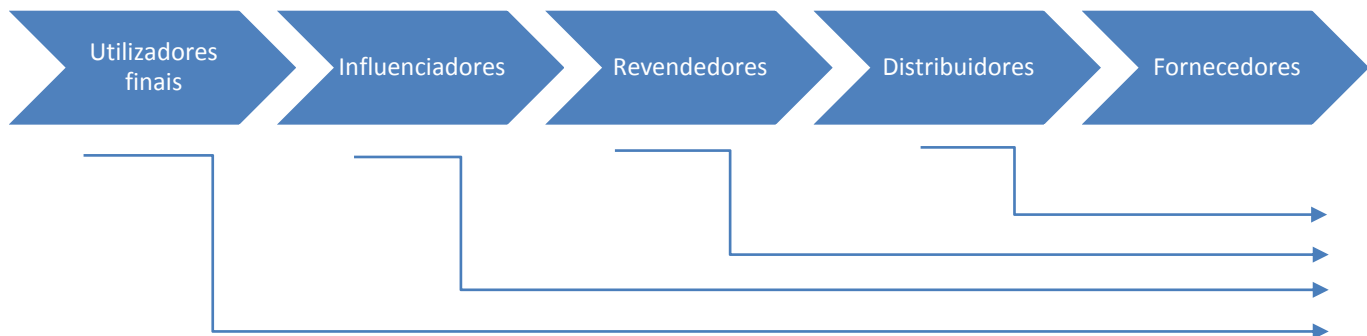 Utilizadores
finais
Influenciadores
Revendedores
Distribuidores
Fornecedores